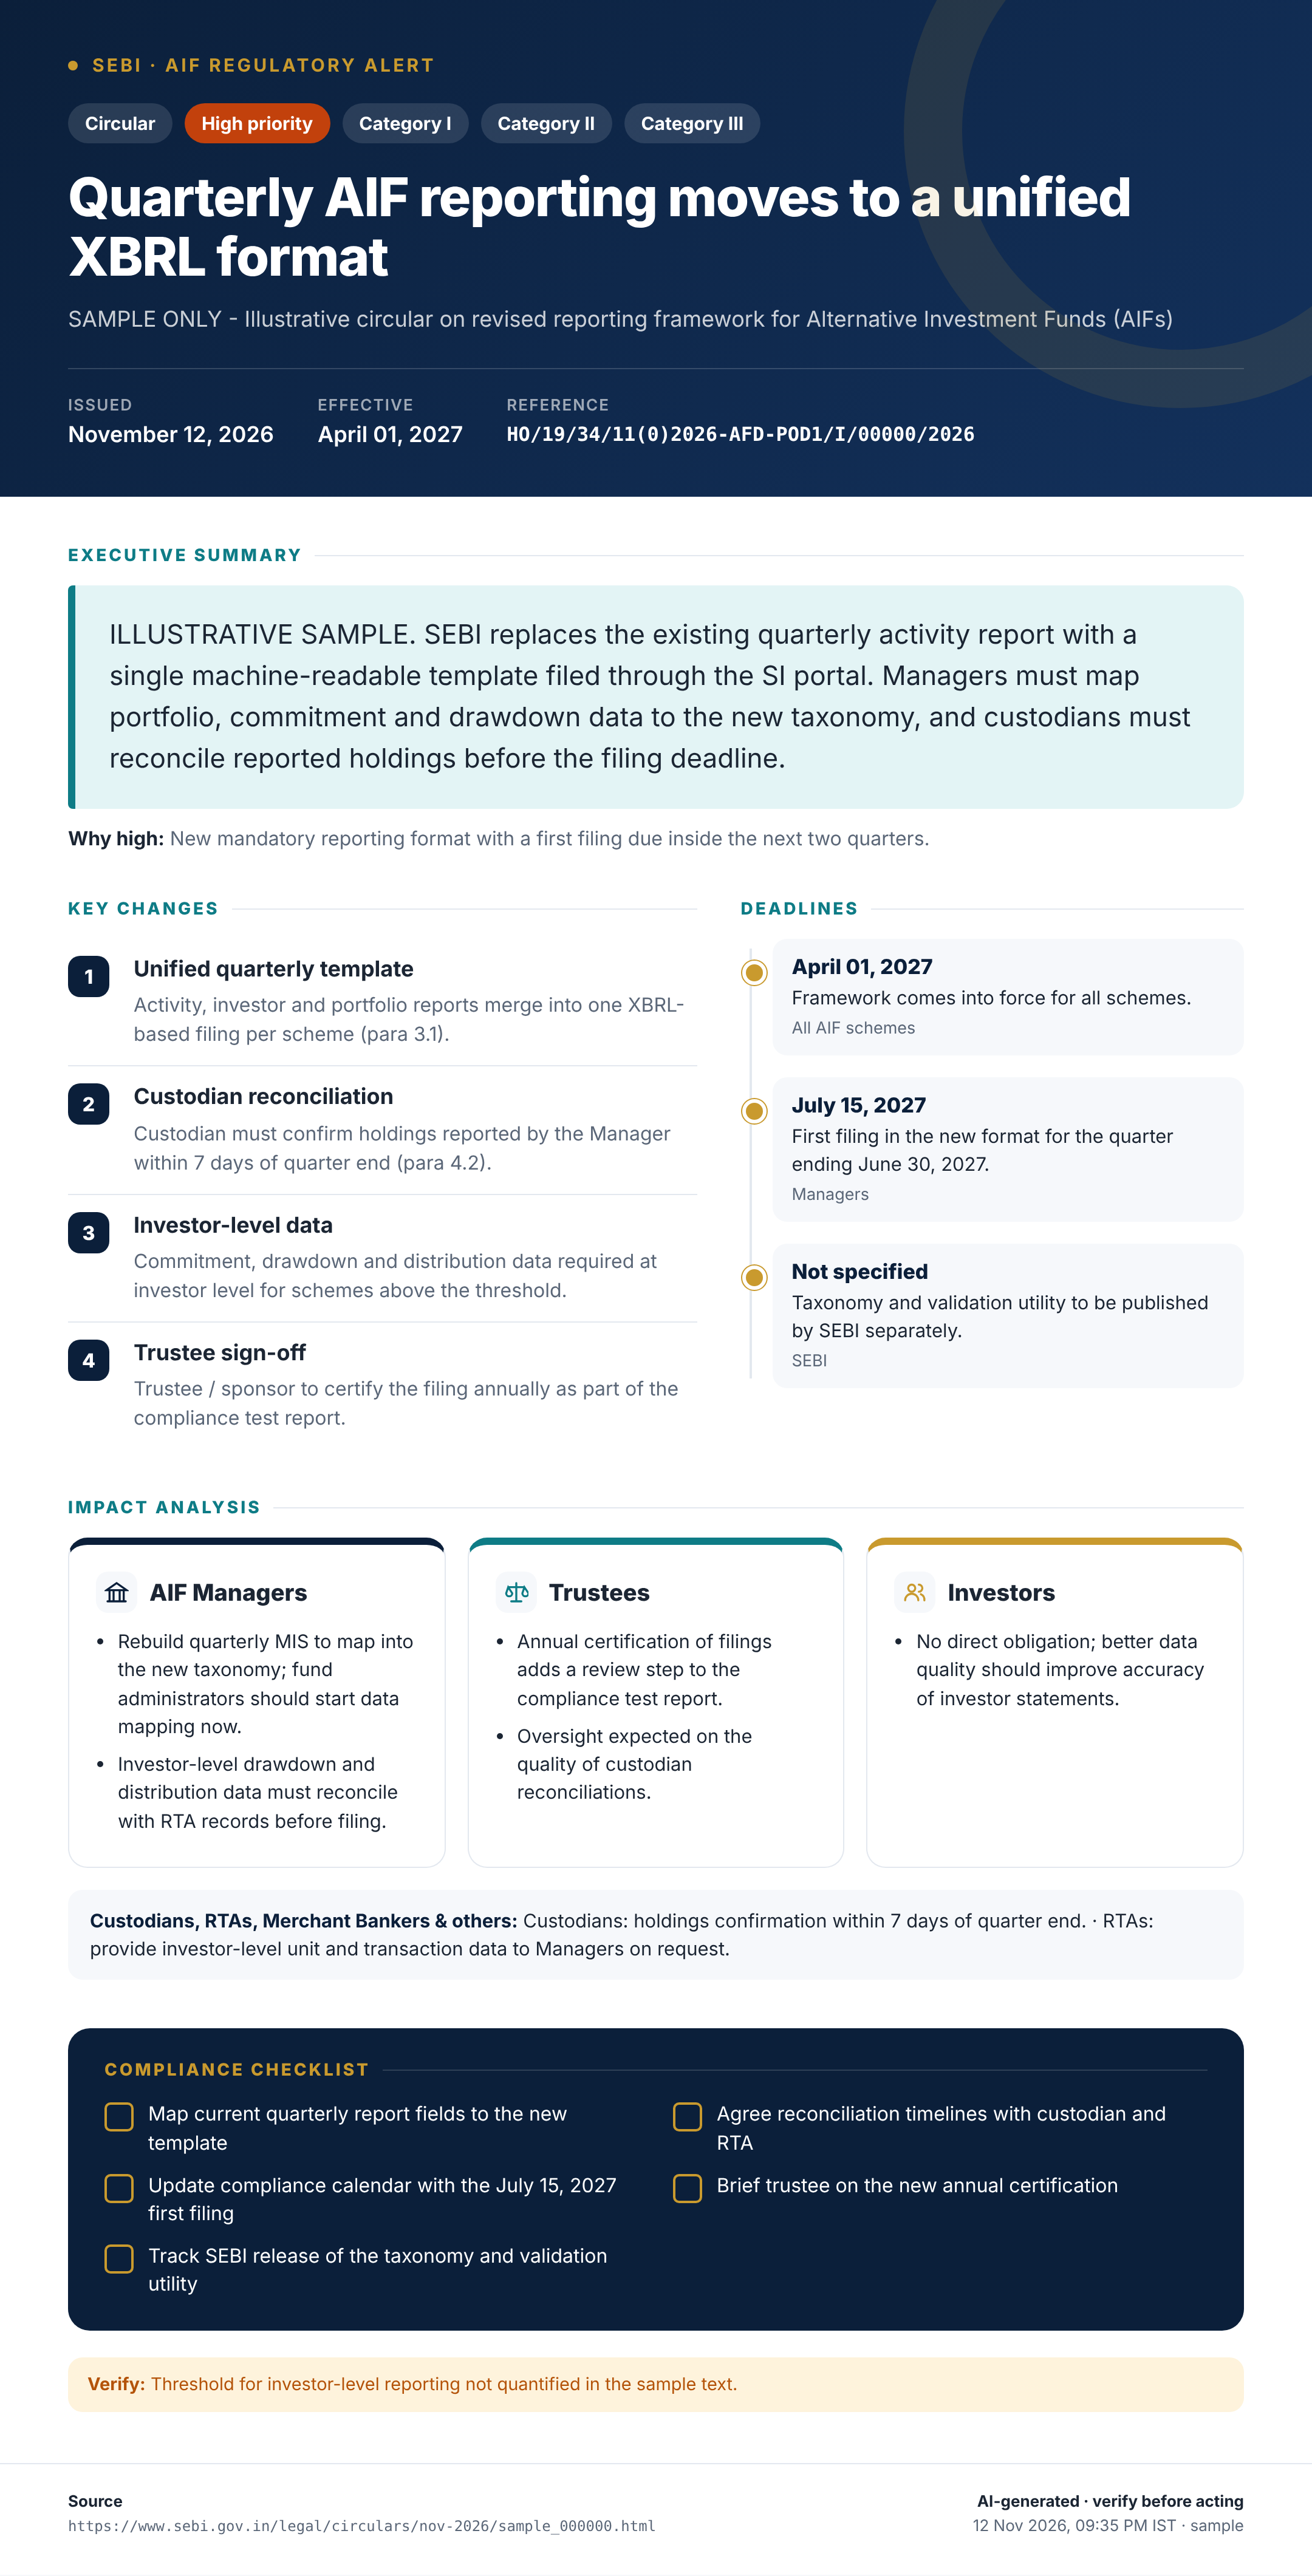 SEBI · AIF REGULATORY ALERT
Circular
High priority
Category I
Category II
Category III
Quarterly AIF reporting moves to a unified
XBRL format
SAMPLE ONLY - Illustrative circular on revised reporting framework for Alternative Investment Funds (AIFs)
ISSUED
November 12, 2026
EFFECTIVE
April 01, 2027
REFERENCE
HO/19/34/11(0)2026-AFD-POD1/I/00000/2026
EXECUTIVE SUMMARY
ILLUSTRATIVE SAMPLE. SEBI replaces the existing quarterly activity report with a
single machine-readable template filed through the SI portal. Managers must map
portfolio, commitment and drawdown data to the new taxonomy, and custodians must
reconcile reported holdings before the filing deadline.
Why high: New mandatory reporting format with a first filing due inside the next two quarters.
KEY CHANGES
1
Unified quarterly template
Activity, investor and portfolio reports merge into one XBRL-
based filing per scheme (para 3.1).
2
Custodian reconciliation
Custodian must confirm holdings reported by the Manager
within 7 days of quarter end (para 4.2).
3
Investor-level data
Commitment, drawdown and distribution data required at
investor level for schemes above the threshold.
4
Trustee sign-off
Trustee / sponsor to certify the filing annually as part of the
compliance test report.
DEADLINES
April 01, 2027
Framework comes into force for all schemes.
All AIF schemes
July 15, 2027
First filing in the new format for the quarter
ending June 30, 2027.
Managers
Not specified
Taxonomy and validation utility to be published
by SEBI separately.
SEBI
IMPACT ANALYSIS
AIF Managers
• Rebuild quarterly MIS to map into
the new taxonomy; fund
administrators should start data
mapping now.
• Investor-level drawdown and
distribution data must reconcile
with RTA records before filing.
Trustees
• Annual certification of filings
adds a review step to the
compliance test report.
• Oversight expected on the
quality of custodian
reconciliations.
Investors
• No direct obligation; better data
quality should improve accuracy
of investor statements.
Custodians, RTAs, Merchant Bankers & others: Custodians: holdings confirmation within 7 days of quarter end. · RTAs:
provide investor-level unit and transaction data to Managers on request.
COMPLIANCE CHECKLIST
Map current quarterly report fields to the new
template
Agree reconciliation timelines with custodian and
RTA
Update compliance calendar with the July 15, 2027
first filing
Brief trustee on the new annual certification
Track SEBI release of the taxonomy and validation
utility
Verify: Threshold for investor-level reporting not quantified in the sample text.
Source
https://www.sebi.gov.in/legal/circulars/nov-2026/sample_000000.html
AI-generated · verify before acting
12 Nov 2026, 09:35 PM IST · sample